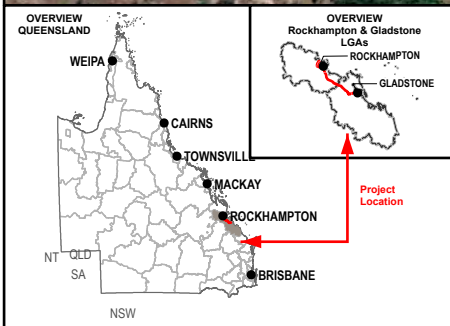 OVERVIEW
QUEENSLAND
WEIPA
CAIRNS
TOWNSVILLE
MACKAY
ROCKHAMPTON
BRISBANE
NT
QLD
SA
NSW
OVERVIEW
Rockhampton & Gladstone
LGAs
ROCKHAMPTON
GLADSTONE
Project
Location